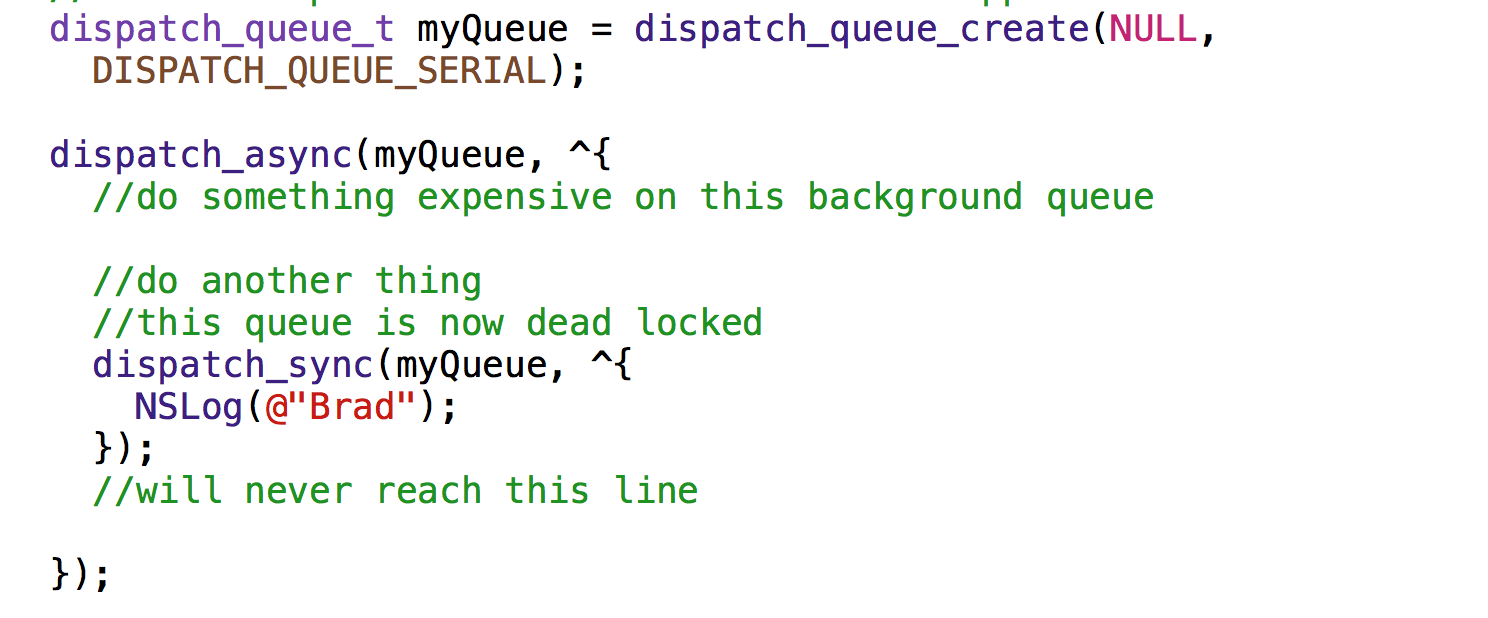 dispatch_queue_t myQueue = dispatch_queue_create(NULL,
DISPATCH_QUEUE_SERIAL);
dispatch_async(myQueue, ^{
//do something expensive on this background queue
//do another thing
//this queue is now dead locked
dispatch_sync(myQueue, ^{
NSLog(@"Brad");
});
//will never reach this line
});